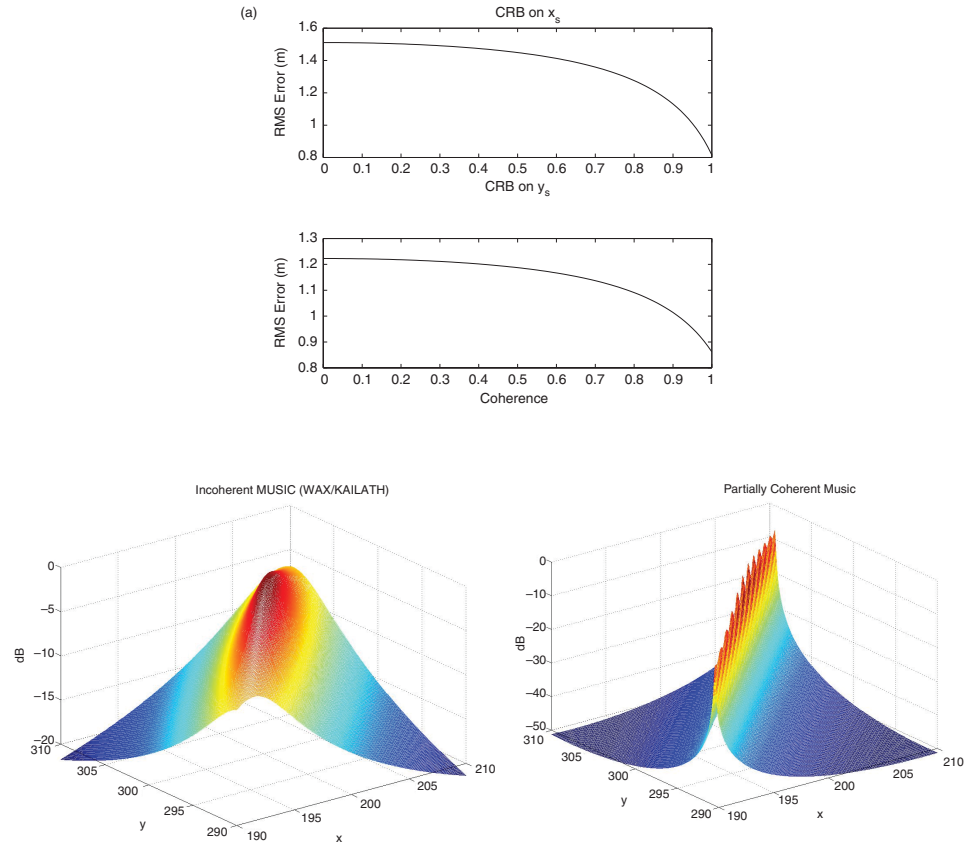 (a)
CRB on xs
RMS Error (m)
1.6
1.4
1.2
1
0.8
0 0.1 0.2 0.3 0.4 0.5 0.6 0.7 0.8 0.9 1
CRB on ys
RMS Error (m)
1.3
1.2
1.1
1
0.9
0.8
0 0.1 0.2 0.3 0.4 0.5 0.6 0.7 0.8 0.9 1
Coherence
Incoherent MUSIC (WAX/KAILATH)
dB
0
−5
−10
−15
−20
310
305
300
295
290
y
190
195
200
205
210
x
Partially Coherent Music
dB
0
−10
−20
−30
−40
−50
310
305
300
295
290
y
190
195
200
205
210
x